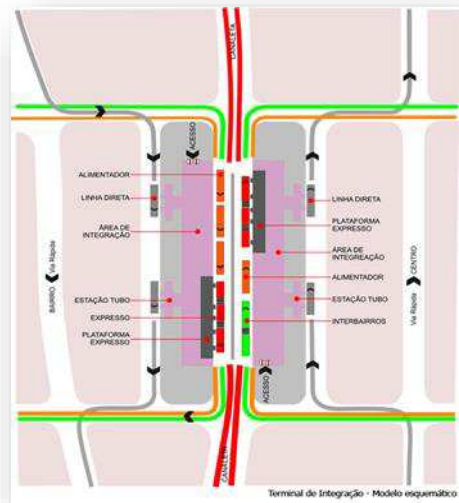 CANALETA
ACESSO
ALIMENTADOR
LINHA DIRETA
ÁREA DE
INTEGRAÇÃO
ESTAÇÃO TUBO
EXPRESSO
PLATAFORMA
EXPRESSO
BAIRRO
Via Rápida
LINHA DIRETA
PLATAFORMA
EXPRESSO
ÁREA DE
INTEGREAÇÃO
ALIMENTADOR
ESTAÇÃO TUBO
INTERBAIRROS
ACESSO
CENTRO
Via Rápida
CANALETA
Terminal de Integração - Modelo esquemático